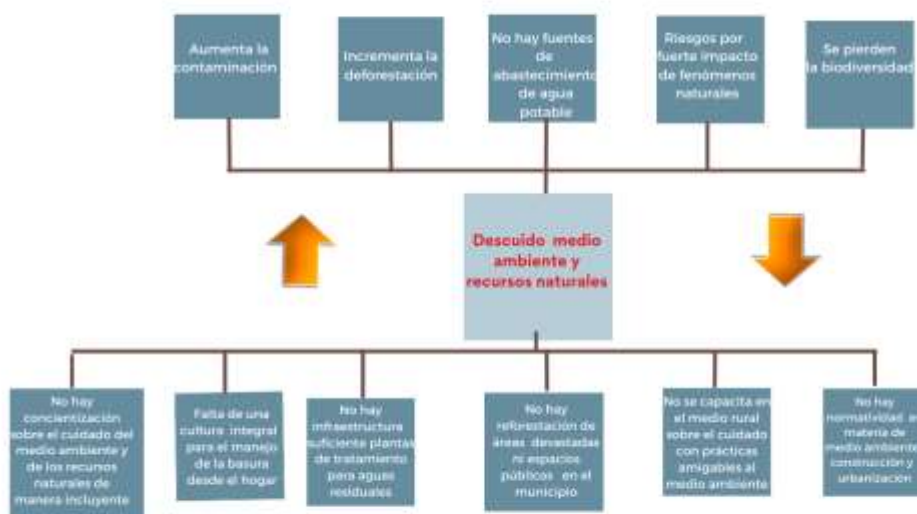 Aumenta la
contaminación
Incrementa la
deforestación
No hay fuentes
de
abastecimiento
de agua
potable
Riesgos por
fuerte impacto
de fenómenos
naturales
Se pierden
la biodiversidad
Descuido medio
ambiente y
recursos naturales
No hay
concientización
sobre el cuidado del
medio ambiente y
de los recursos
naturales de
manera incluyente
Falta de una
cultura integral
para el manejo
de la basura
desde el hogar
No hay
infraestructura
suficiente plantas
de tratamiento
para aguas
residuales
No hay
reforestación de
áreas devastadas
ni espacios
públicos en el
municipio
No se capacita en
el medio rural
sobre el cuidado
con prácticas
amigables al
medio ambiente
No hay
normatividad
materia de
medio ambiente
construcción y
urbanización